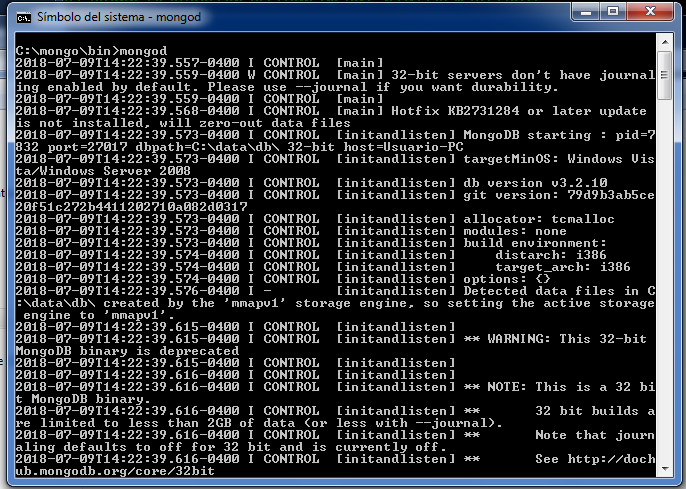 Símbolo del sistema - mongod
C:\mongo\bin>mongod
2018-07-09T14:22:39.557-0400 I CONTROL  [main]
2018-07-09T14:22:39.559-0400 W CONTROL  [main] 32-bit servers don't have journal
ing enabled by default. Please use --journal if you want durability.
2018-07-09T14:22:39.559-0400 I CONTROL  [main]
2018-07-09T14:22:39.568-0400 I CONTROL  [main] Hotfix KB2731284 or later update
is not installed, will zero-out data files
2018-07-09T14:22:39.573-0400 I CONTROL  [initandlisten] MongoDB starting : pid=7
832 port=27017 dbpath=C:\data\db\ 32-bit host=Usuario-PC
2018-07-09T14:22:39.573-0400 I CONTROL  [initandlisten] targetMinOS: Windows Vis
ta/Windows Server 2008
2018-07-09T14:22:39.573-0400 I CONTROL  [initandlisten] db version v3.2.10
2018-07-09T14:22:39.573-0400 I CONTROL  [initandlisten] git version: 79d9b3ab5ce
20f51c272b4411202710a082d0317
2018-07-09T14:22:39.573-0400 I CONTROL  [initandlisten] allocator: tcmalloc
2018-07-09T14:22:39.573-0400 I CONTROL  [initandlisten] modules: none
2018-07-09T14:22:39.573-0400 I CONTROL  [initandlisten] build environment:
2018-07-09T14:22:39.573-0400 I CONTROL  [initandlisten]     distarch: i386
2018-07-09T14:22:39.574-0400 I CONTROL  [initandlisten]     target_arch: i386
2018-07-09T14:22:39.574-0400 I CONTROL  [initandlisten] options: {}
2018-07-09T14:22:39.576-0400 I -        [initandlisten] Detected data files in C
:\data\db\ created by the 'mmapv1' storage engine, so setting the active storage
 engine to 'mmapv1'.
2018-07-09T14:22:39.615-0400 I CONTROL  [initandlisten]
2018-07-09T14:22:39.615-0400 I CONTROL  [initandlisten] ** WARNING: This 32-bit
MongoDB binary is deprecated
2018-07-09T14:22:39.615-0400 I CONTROL  [initandlisten]
2018-07-09T14:22:39.616-0400 I CONTROL  [initandlisten]
2018-07-09T14:22:39.616-0400 I CONTROL  [initandlisten] ** NOTE: This is a 32 bi
t MongoDB binary.
2018-07-09T14:22:39.616-0400 I CONTROL  [initandlisten] **       32 bit builds a
re limited to less than 2GB of data (or less with --journal).
2018-07-09T14:22:39.616-0400 I CONTROL  [initandlisten] **       Note that journ
aling defaults to off for 32 bit and is currently off.
2018-07-09T14:22:39.616-0400 I CONTROL  [initandlisten] **       See http://doch
ub.mongodb.org/core/32bit